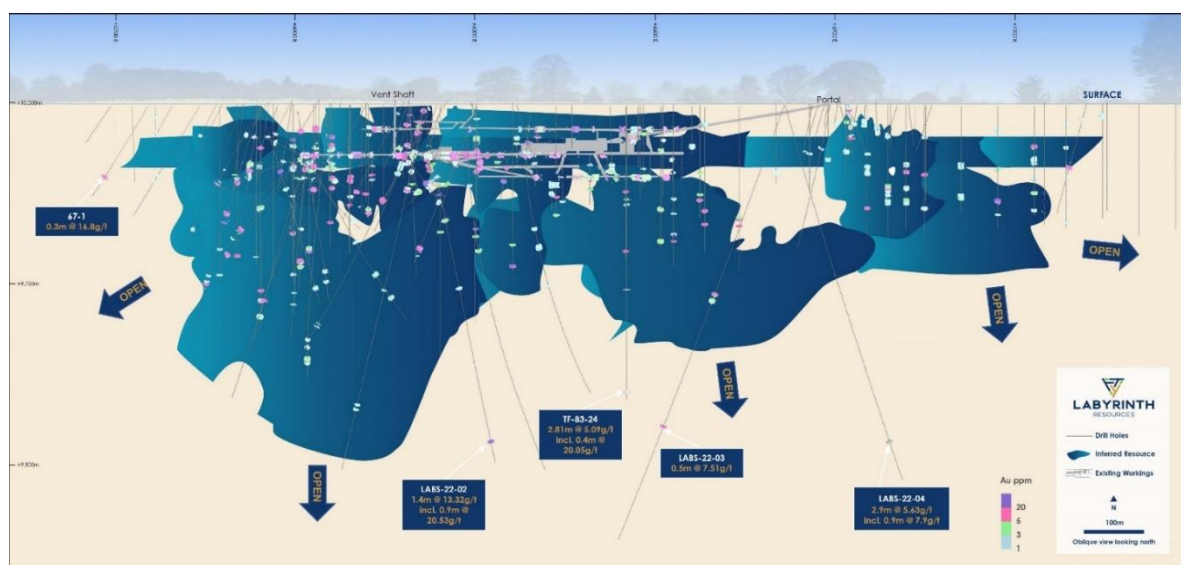 Vent Shaft
Portal
SURFACE
67-1
0.3m @ 16.8g/t
OPEN
OPEN
OPEN
OPEN
OPEN
TF-83-24
2.81m @ 5.09g/t
incl. 0.4m @
20.05g/t
LABS-22-03
0.5m @ 7.51g/t
LABS-22-02
1.4m @ 13.32g/t
incl. 0.9m @
20.53g/t
LABS-22-04
2.9m @ 5.63g/t
incl. 0.9m @ 7.9g/t
LABYRINTH
RESOURCES
Drill Holes
Inferred Resource
Existing Workings
N
100m
Oblique view looking north
Au ppm
20
5
3
1